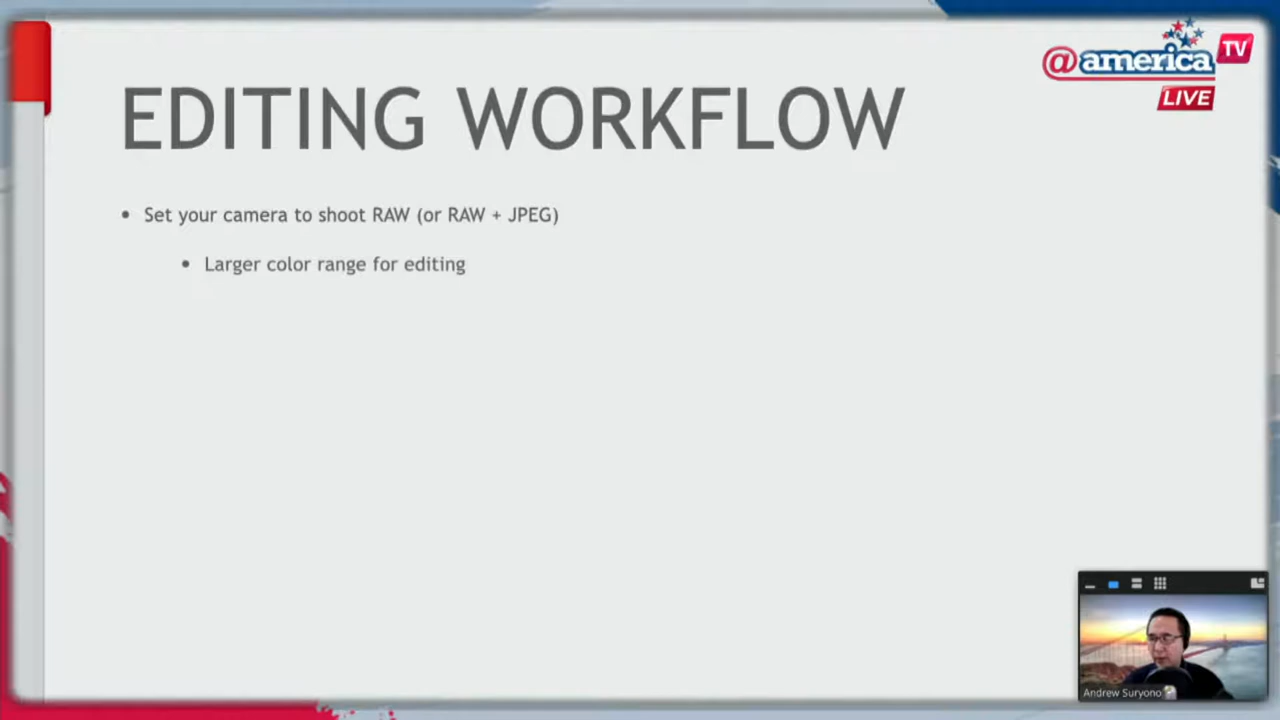 @america TV
LIVE
EDITING WORKFLOW
• Set your camera to shoot RAW (or RAW + JPEG)
• Larger color range for editing
Andrew Suryono